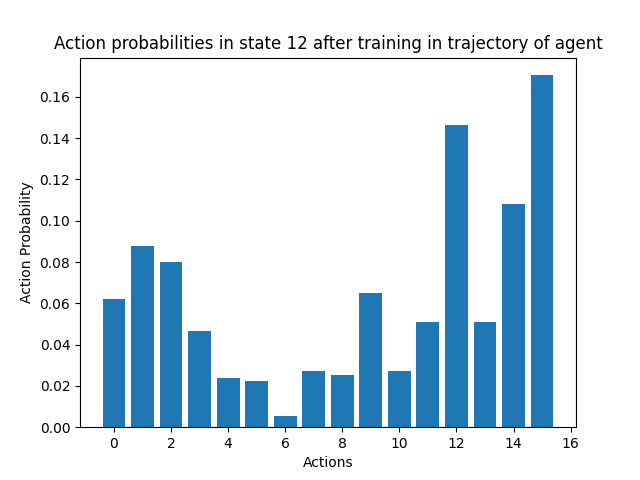 Action probabilities in state 12 after training in trajectory of agent
0.16
0.14
0.12
0.10
0.08
0.06
0.04
0.02
0.00
Action Probability
0 2 4 6 8 10 12 14 16
Actions